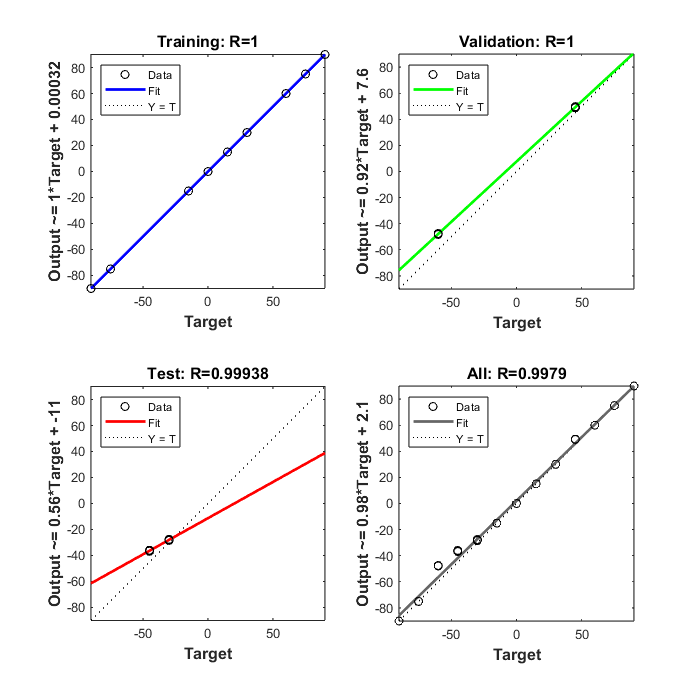 Training: R=1
Output ~= 1*Target + 0.00032
80
60
40
20
0
-20
-40
-60
-80
Data
Fit
Y = T
-50
0
50
Target
Validation: R=1
Output ~= 0.92*Target + 7.6
80
60
40
20
0
-20
-40
-60
-80
Data
Fit
Y = T
-50
0
50
Target
Test: R=0.99938
Output ~= 0.56*Target + -11
80
60
40
20
0
-20
-40
-60
-80
Data
Fit
Y = T
-50
0
50
Target
All: R=0.9979
Output ~= 0.98*Target + 2.1
80
60
40
20
0
-20
-40
-60
-80
Data
Fit
Y = T
-50
0
50
Target